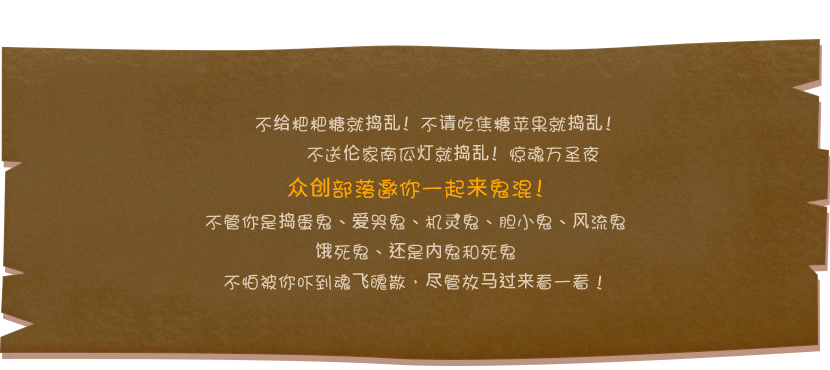 不给粑粑糖就捣乱！不请吃焦糖苹果就捣乱！
不送伦家南瓜灯就捣乱！惊魂万圣夜
众创部落邀你一起来鬼混！
不管你是捣蛋鬼、爱哭鬼、机灵鬼、胆小鬼、风流鬼
饿死鬼、还是内鬼和死鬼
不怕被你吓到魂飞魄散，尽管放马过来看一看！